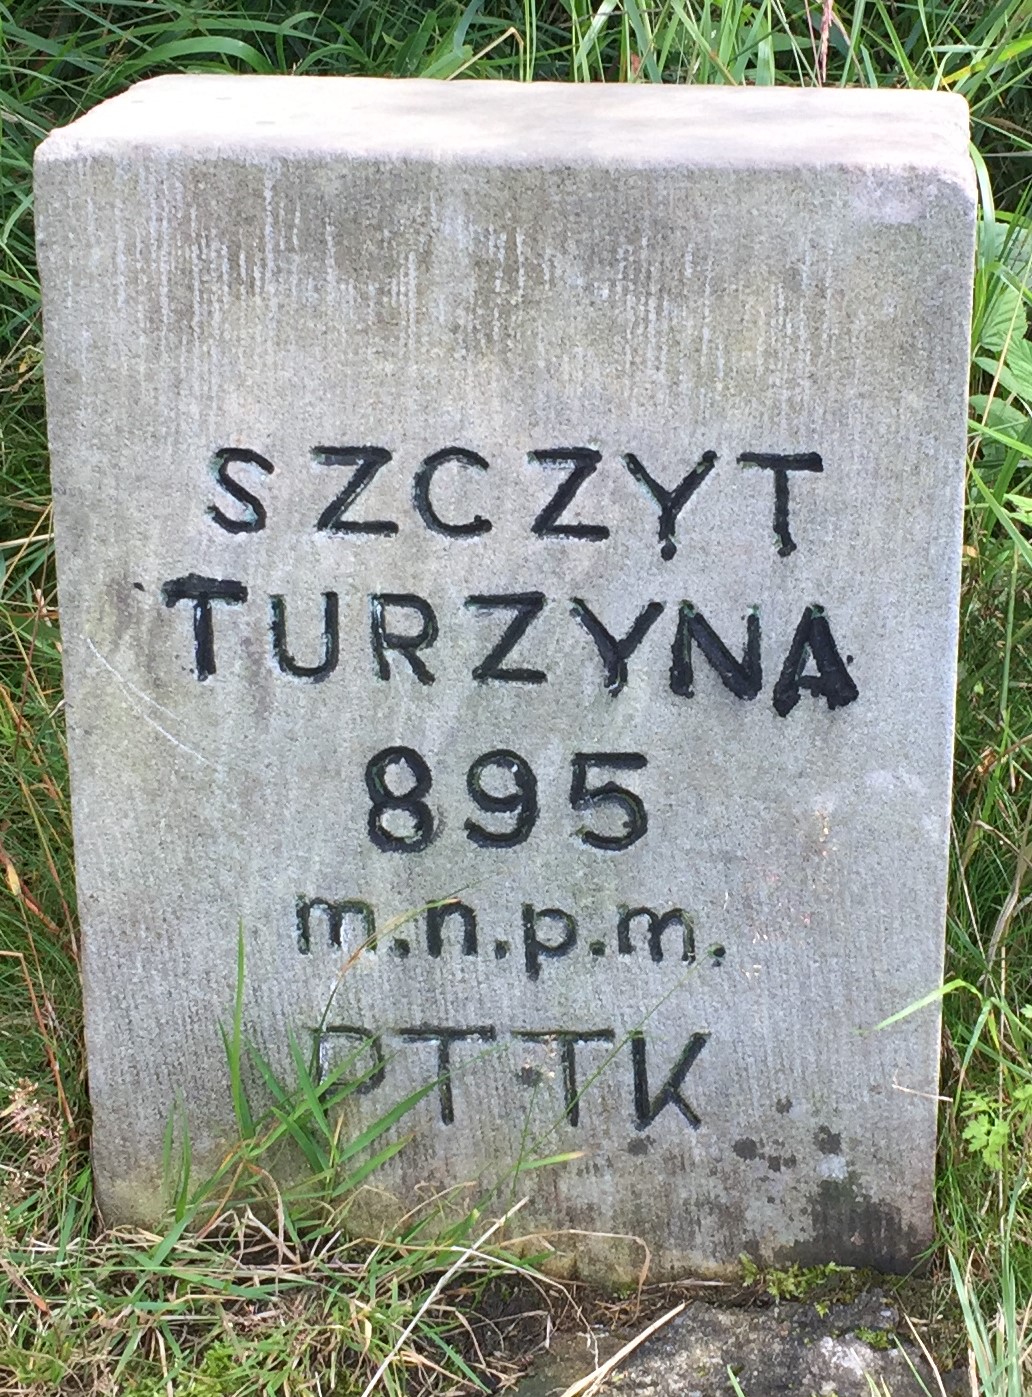 SZCZYT
TURZYNA
895
m.n.p.m.
PTTK